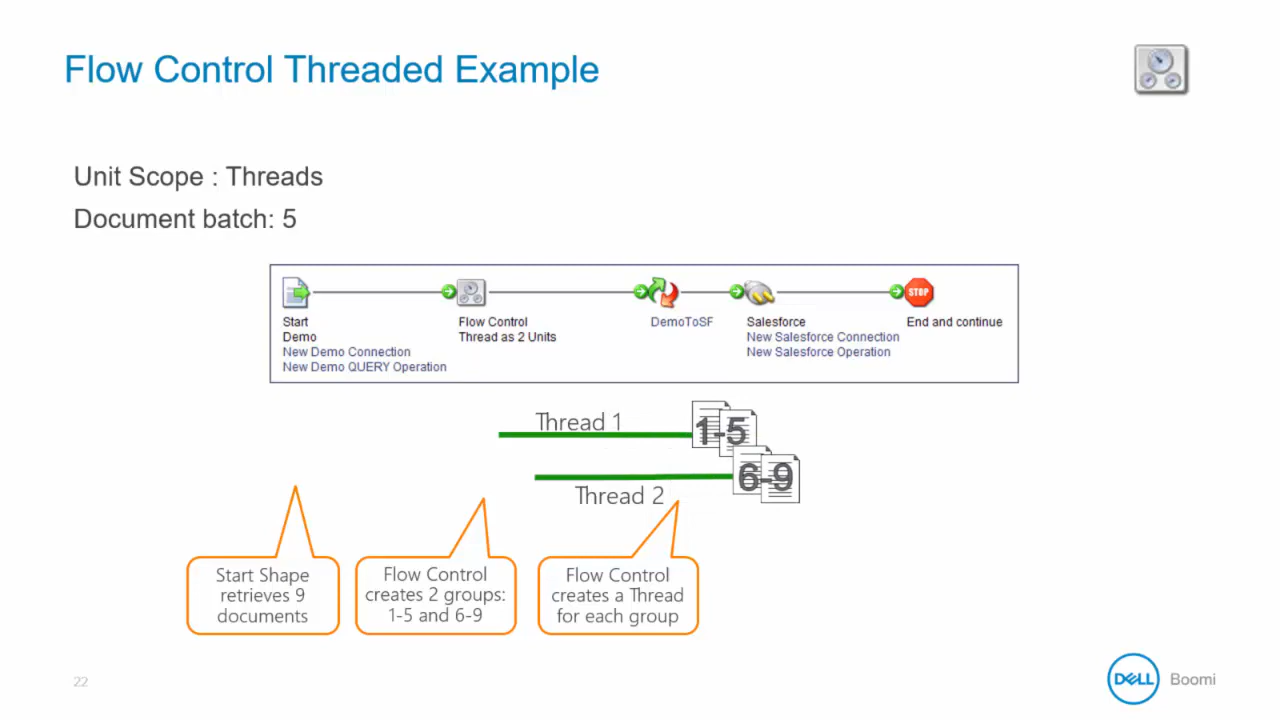 Flow Control Threaded Example
Unit Scope : Threads
Document batch: 5
Start
Demo
New Demo Connection
New Demo QUERY Operation
Flow Control
Thread as 2 Units
DemoToSF
Salesforce
New Salesforce Connection
New Salesforce Operation
STOP
End and continue
Thread 1
1-5
6-9
Thread 2
Start Shape
retrieves 9
documents
Flow Control
creates 2 groups:
1-5 and 6-9
Flow Control
creates a Thread
for each group
22
DELL
Boomi